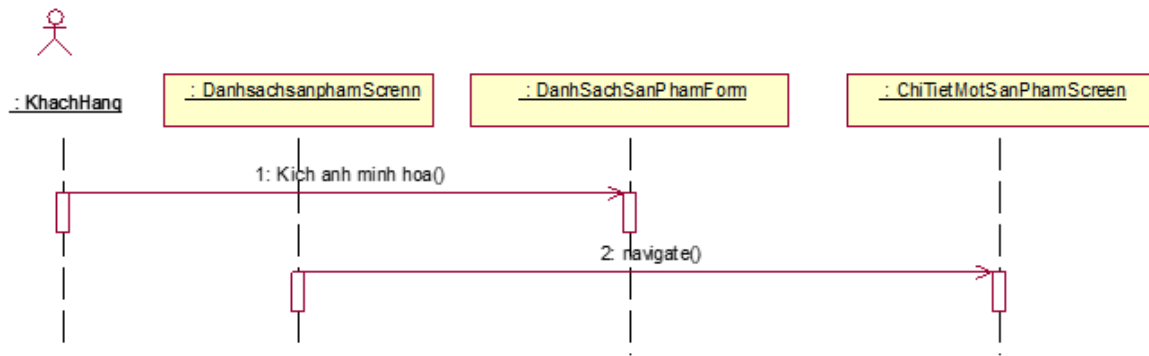 : KhachHang
: DanhsachsanphamScrenn
: DanhSachSanPhamForm
: ChiTietMotSanPhamScreen
1: Kich anh minh hoa()
2: navigate()